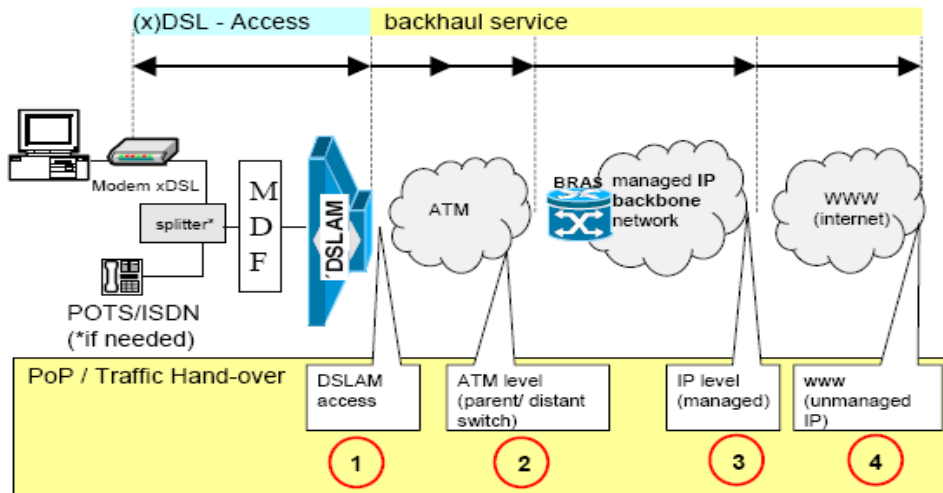 (x)DSL - Access
backhaul service
Modem xDSL
splitter*
POTS/ISDN
(*if needed)
M
D
F
DSLAM
ATM
BRAS
managed IP
backbone
network
WWW
(internet)
PoP / Traffic Hand-over
DSLAM
access
ATM level
(parent/ distant
switch)
IP level
(managed)
www
(unmanaged
IP)
1
2
3
4